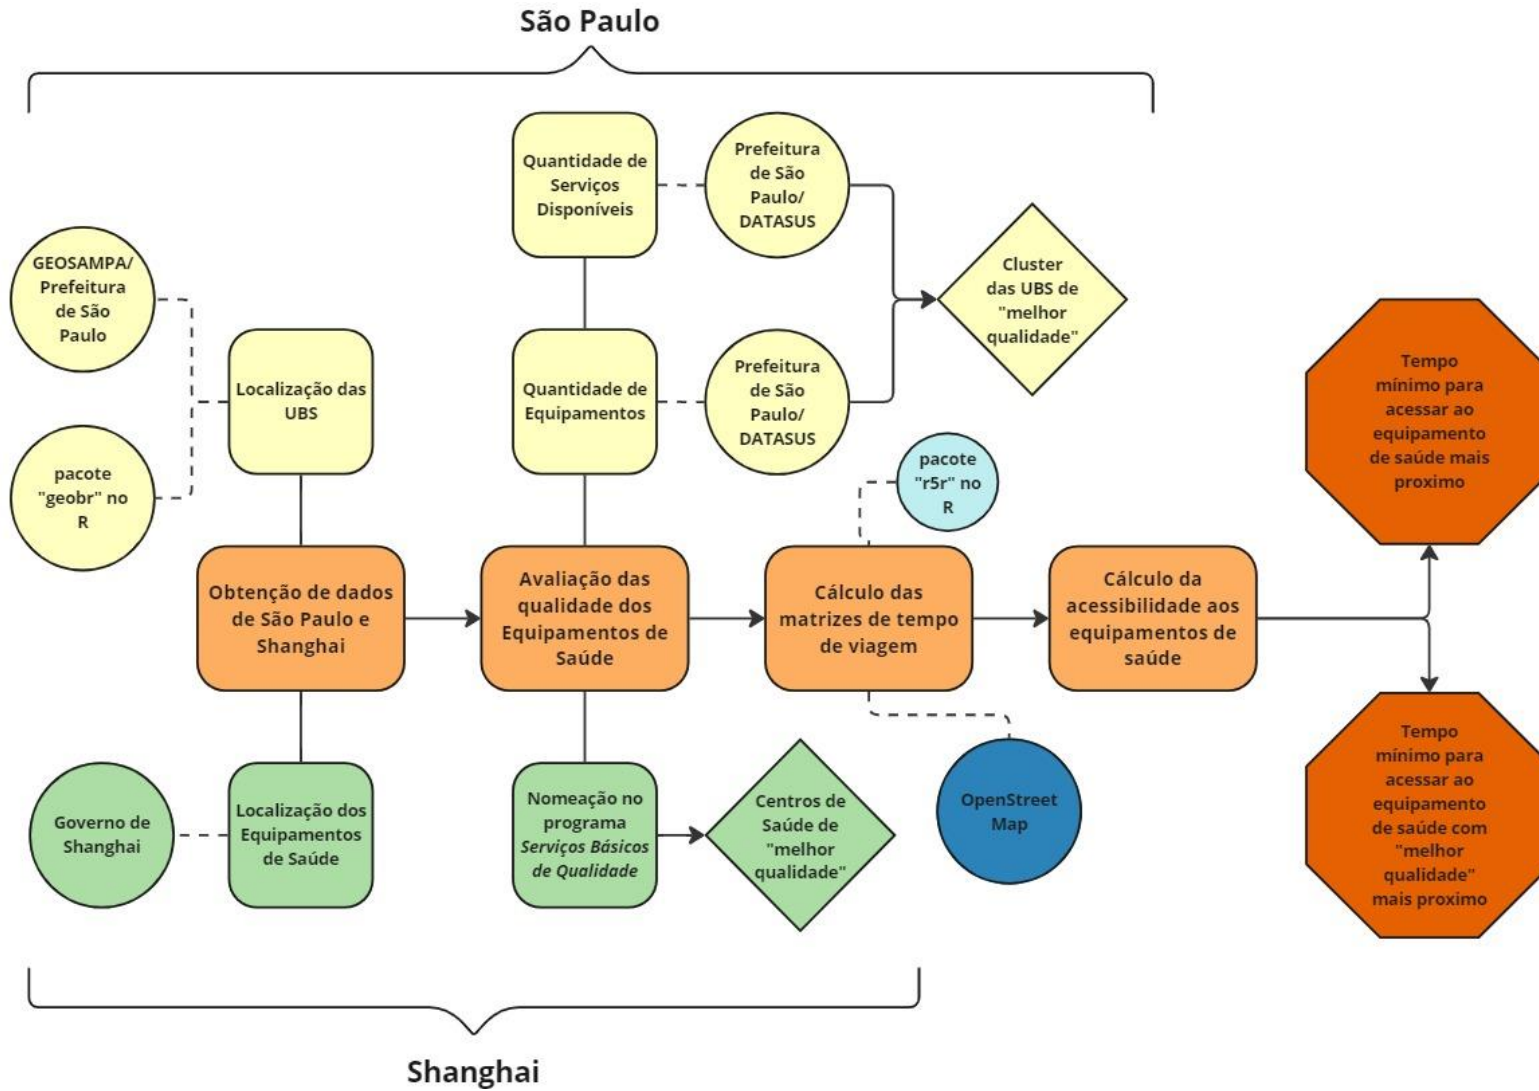 São Paulo
Quantidade de
Serviços
Disponíveis
Prefeitura
de São
Paulo/
DATASUS
GEOSAMPA/
Prefeitura
de São
Paulo
Cluster
das UBS de
"melhor
qualidade"
Localização das
UBS
Quantidade de
Equipamentos
Prefeitura
de São
Paulo/
DATASUS
Tempo
mínimo para
acessar ao
equipamento
de saúde mais
proximo
pacote
"geobr" no
R
pacote
"r5r" no
R
Obtenção de dados
de São Paulo e
Shanghai
Avaliação das
qualidade dos
Equipamentos de
Saúde
Cálculo das
matrizes de tempo
de viagem
Cálculo da
acessibilidade aos
equipamentos de
saúde
Governo de
Shanghai
Localização dos
Equipamentos
de Saúde
Nomeação no
programa
Serviços Básicos
de Qualidade
Centros de
Saúde de
"melhor
qualidade"
OpenStreet
Map
Tempo
mínimo para
acessar ao
equipamento
de saúde com
"melhor
qualidade"
mais proximo
Shanghai